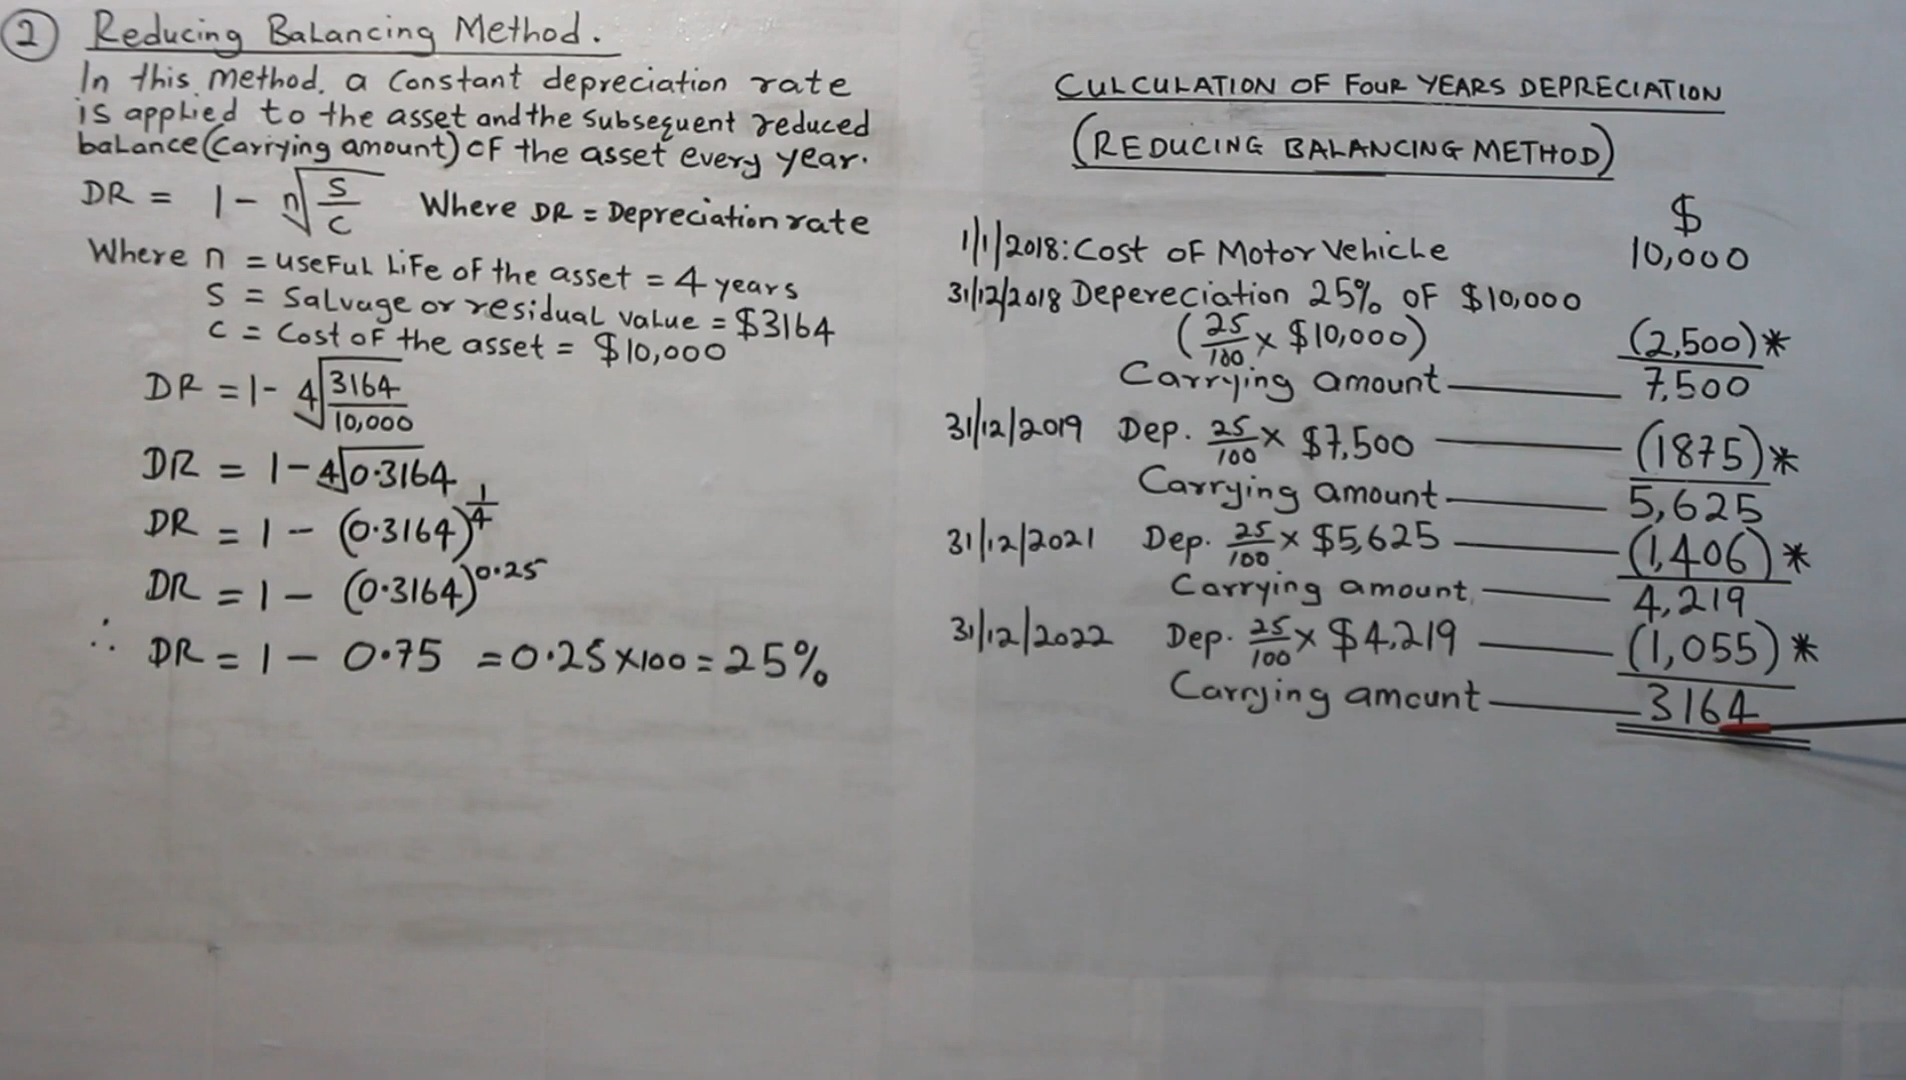 2 Reducing Balancing Method.
In this method, a constant depreciation rate
is applied to the asset and the subsequent reduced
balance (carrying amount) of the asset every year.
DR = 1 - n√(S/C) Where DR = Depreciation rate
Where n = useful life of the asset = 4 years
S = Salvage or residual value = $3164
C = Cost of the asset = $10,000
DR = 1 - 4√(3164/10,000)
DR = 1 - 4√0.3164
DR = 1 - (0.3164)^1/4
DR = 1 - (0.3164)^0.25
∴ DR = 1 - 0.75 = 0.25 x 100 = 25%
CULCULATION OF FOUR YEARS DEPRECIATION
(REDUCING BALANCING METHOD)
$
1/1/2018: Cost of Motor Vehicle 10,000
31/12/2018 Depereciation 25% OF $10,000
(25/100 x $10,000) (2,500)*
Carrying amount 7,500
31/12/2019 Dep. 25/100 x $7,500 (1875)*
Carrying amount 5,625
31/12/2021 Dep. 25/100 x $5,625 (1,406)*
Carrying amount 4,219
31/12/2022 Dep. 25/100 x $4,219 (1,055)*
Carrying amount 3164